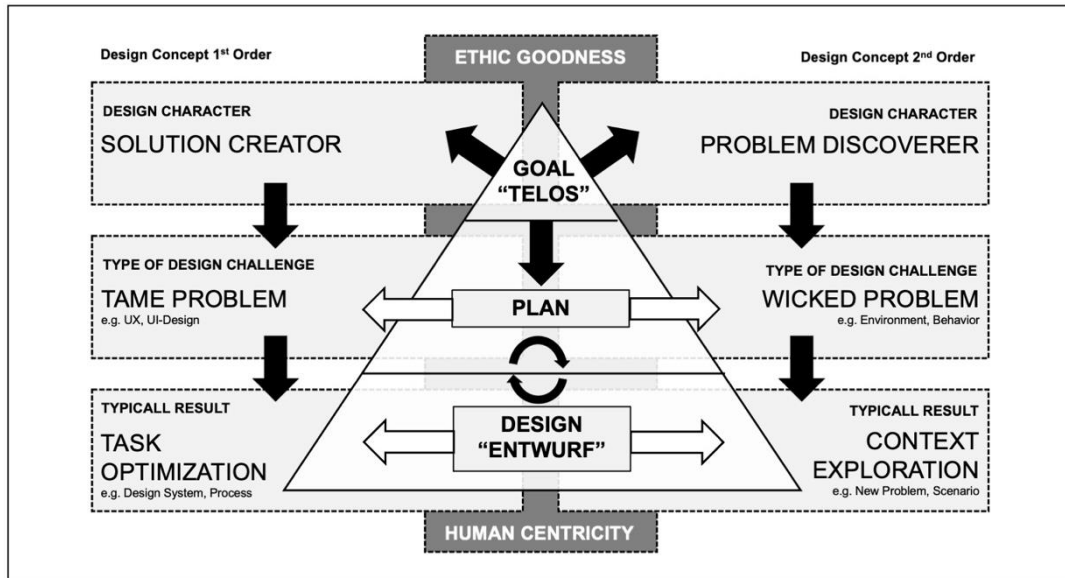 Design Concept 1st Order
ETHIC GOODNESS
Design Concept 2nd Order
DESIGN CHARACTER
SOLUTION CREATOR
DESIGN CHARACTER
PROBLEM DISCOVERER
GOAL
“TELOS”
TYPE OF DESIGN CHALLENGE
TAME PROBLEM
e.g. UX, UI-Design
PLAN
TYPE OF DESIGN CHALLENGE
WICKED PROBLEM
e.g. Environment, Behavior
TYPICALL RESULT
TASK
OPTIMIZATION
e.g. Design System, Process
DESIGN
“ENTWURF”
TYPICALL RESULT
CONTEXT
EXPLORATION
e.g. New Problem, Scenario
HUMAN CENTRICITY